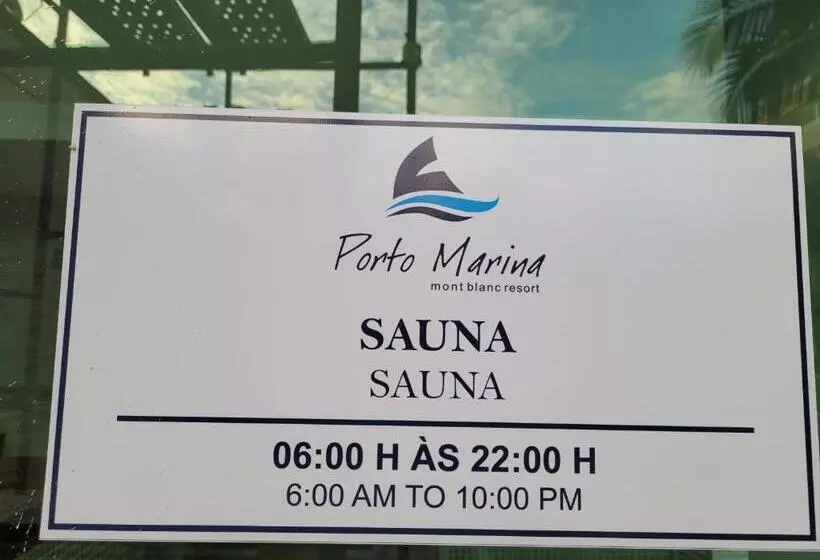 Porto Marina
mont blanc resort
SAUNA
SAUNA
06:00 H ÀS 22:00 H
6:00 AM TO 10:00 PM